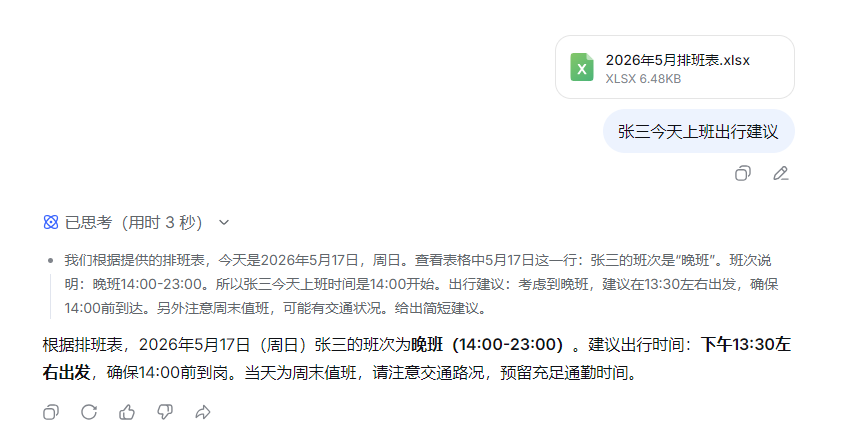 2026年5月排班表.xlsx
XLSX 6.48KB
张三今天上班出行建议
已思考（用时 3 秒）
我们根据提供的排班表，今天是2026年5月17日，周日。查看表格中5月17日这一行：张三的班次是“晚班”。班次说
明：晚班14:00-23:00。所以张三今天上班时间是14:00开始。出行建议：考虑到晚班，建议在13:30左右出发，确保
14:00前到达。另外注意周末值班，可能有交通状况。给出简短建议。
根据排班表，2026年5月17日（周日）张三的班次为晚班（14:00-23:00）。建议出行时间：下午13:30左
右出发，确保14:00前到岗。当天为周末值班，请注意交通路况，预留充足通勤时间。